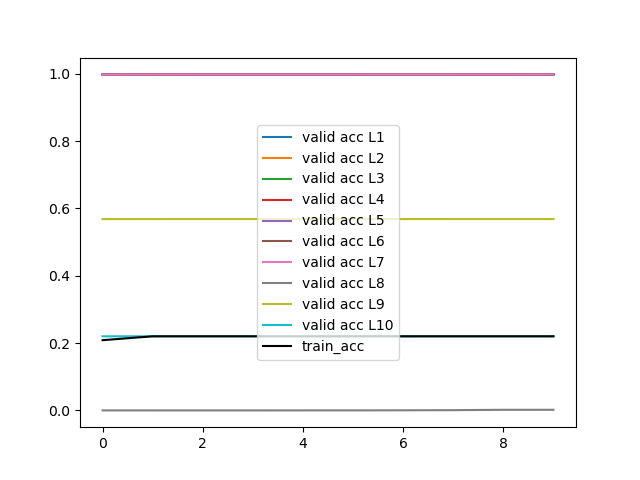 1.0
0.8
0.6
0.4
0.2
0.0
valid acc L1
valid acc L2
valid acc L3
valid acc L4
valid acc L5
valid acc L6
valid acc L7
valid acc L8
valid acc L9
valid acc L10
train_acc
0 2 4 6 8